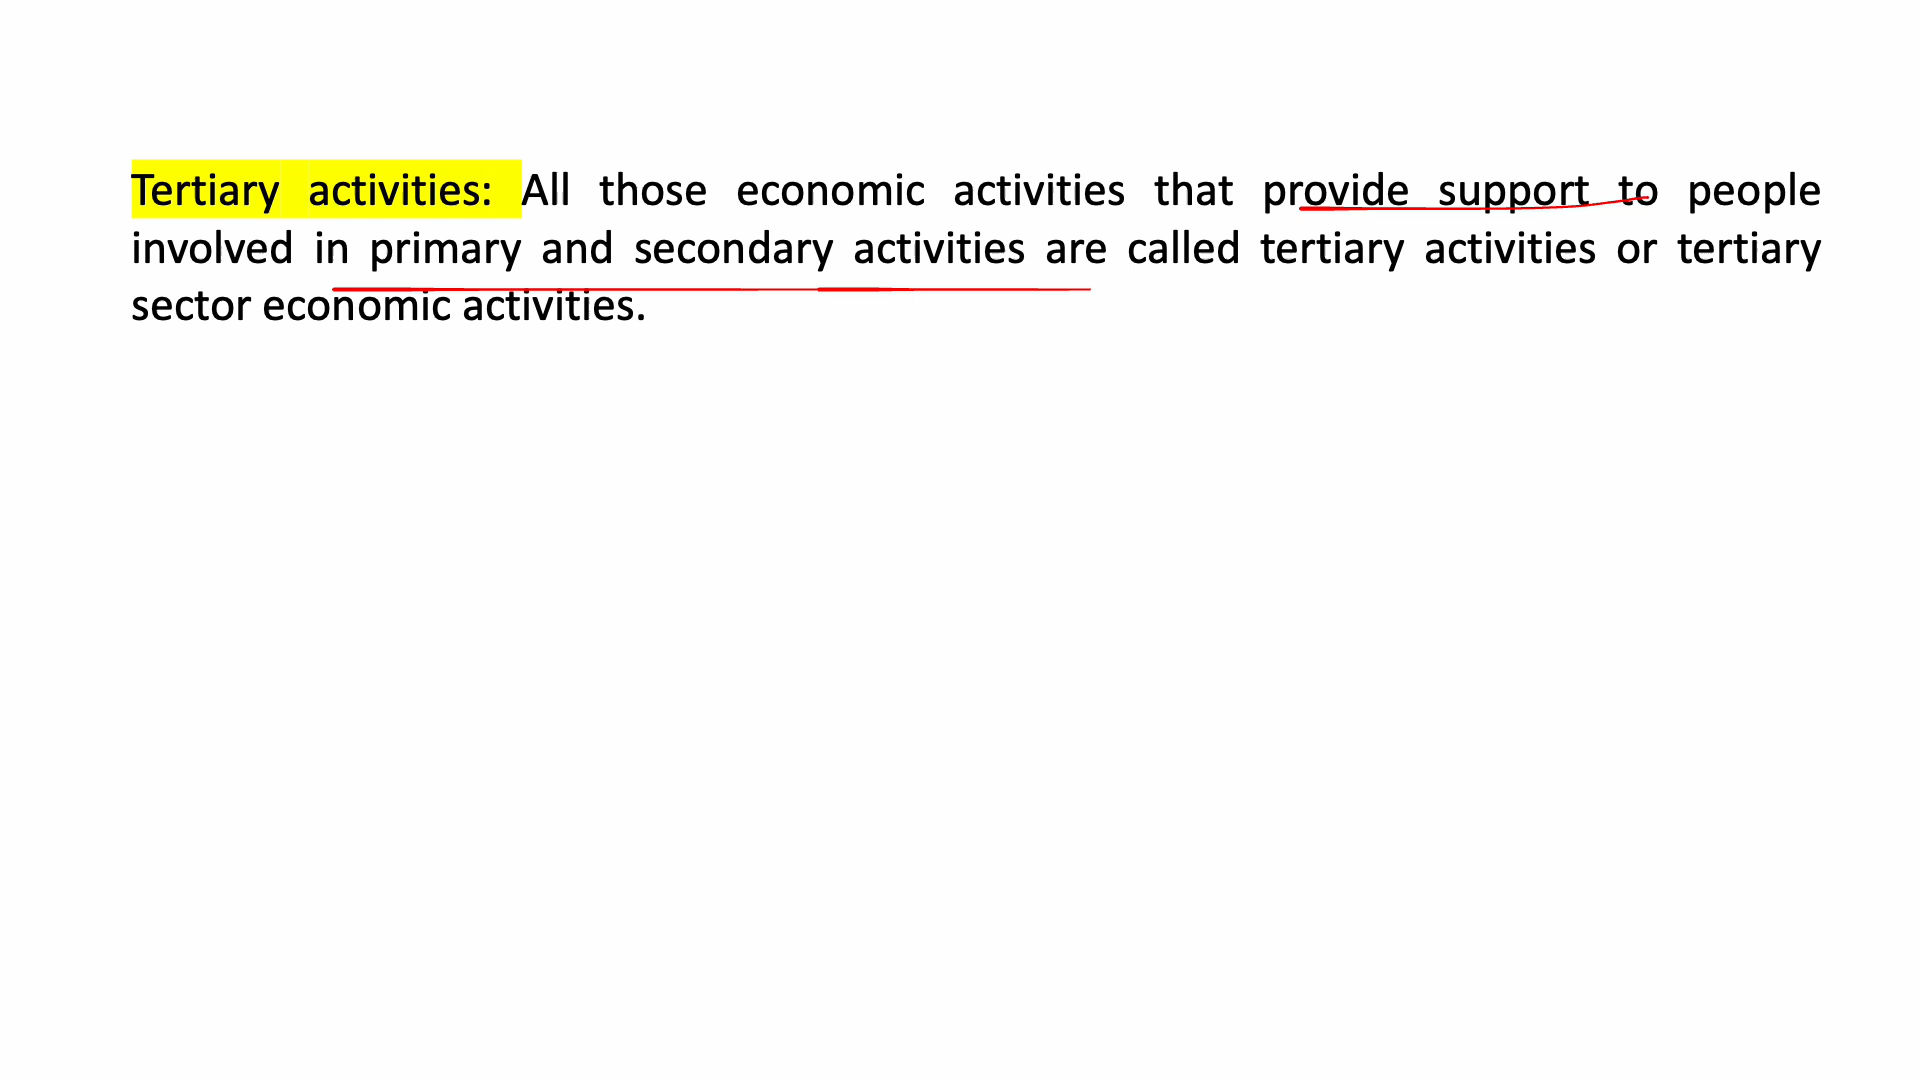 Tertiary activities: All those economic activities that provide support to people
involved in primary and secondary activities are called tertiary activities or tertiary
sector economic activities.